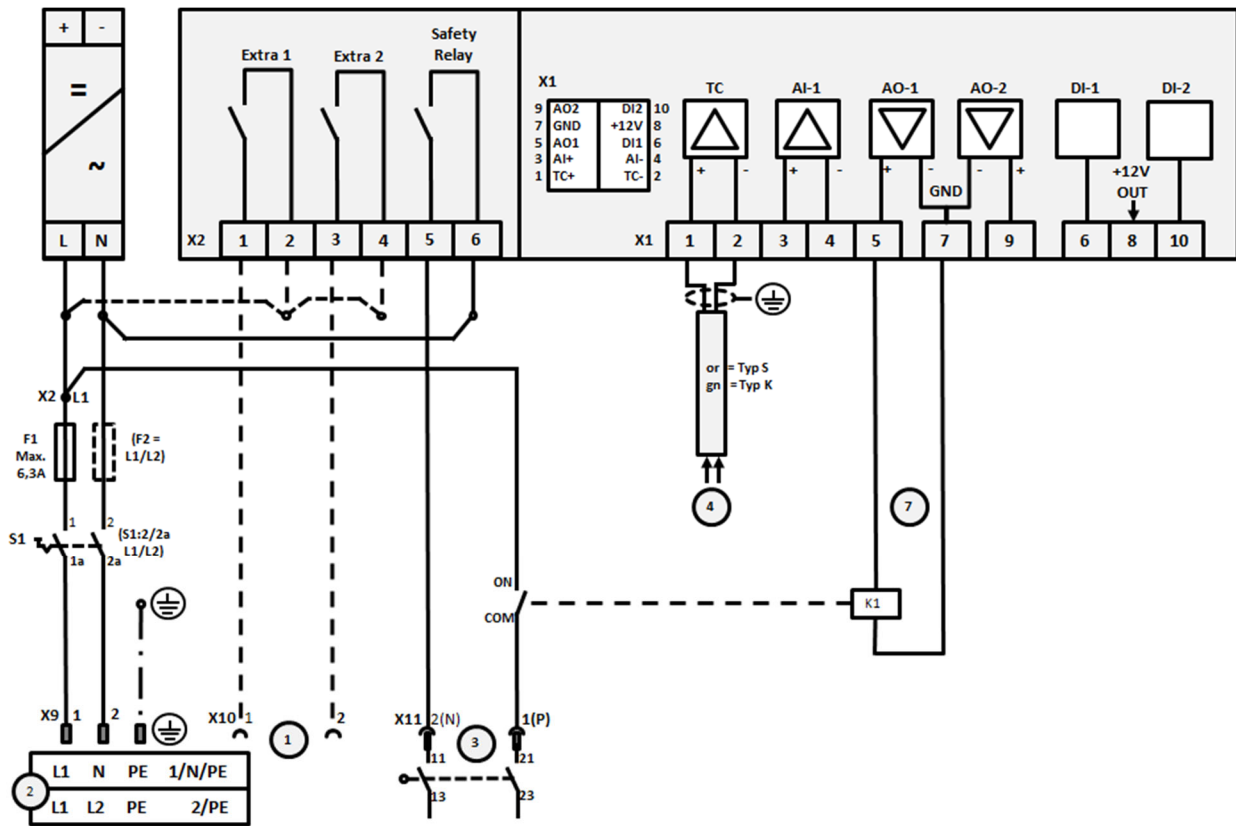 + -
=
~
L N
Extra 1
Extra 2
Safety
Relay
X2 1 2 3 4 5 6
X1
9 AO2 DI2 10
7 GND +12V 8
5 AO1 DI1 6
3 AI+ AI- 4
1 TC+ TC- 2
TC AI-1 AO-1 AO-2 DI-1 DI-2
+ - + - + - - +
GND
+12V
OUT
X1 1 2 3 4 5 7 9 6 8 10
or = Typ S
gn = Typ K
4
7
X2 L1
F1
Max.
6,3A
(F2 =
L1/L2)
S1
1 2
1a 2a
(S1:2/2a
L1/L2)
ON
COM
K1
X9 1 2
X10 1 2
1
X11 2(N) 1(P)
3
11 21
13 23
2
L1 N PE 1/N/PE
L1 L2 PE 2/PE